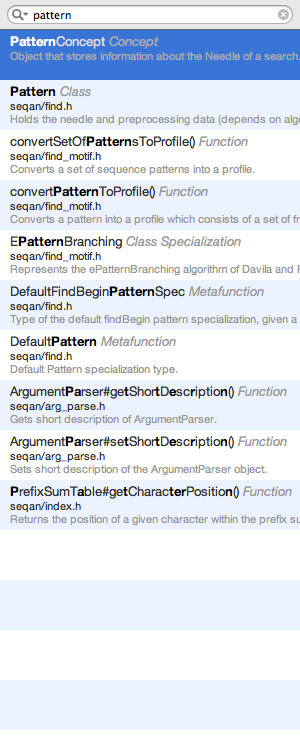 pattern
PatternConcept Concept
Object that stores information about the Needle of a search.
Pattern Class
seqan/find.h
Holds the needle and preprocessing data (depends on algo
convertSetOfPatternsToProfile() Function
seqan/find_motif.h
Converts a set of sequence patterns into a profile.
convertPatternToProfile() Function
seqan/find_motif.h
Converts a pattern into a profile which consists of a set of fr
EPatternBranching Class Specialization
seqan/find_motif.h
Represents the ePatternBranching algorithm of Davila and R
DefaultFindBeginPatternSpec Metafunction
seqan/find.h
Type of the default findBegin pattern specialization, given a
DefaultPattern Metafunction
seqan/find.h
Default Pattern specialization type.
ArgumentParser#getShortDescription() Function
seqan/arg_parse.h
Gets short description of ArgumentParser.
ArgumentParser#setShortDescription() Function
seqan/arg_parse.h
Sets short description of the ArgumentParser object.
PrefixSumTable#getCharacterPosition() Function
seqan/index.h
Returns the position of a given character within the prefix su